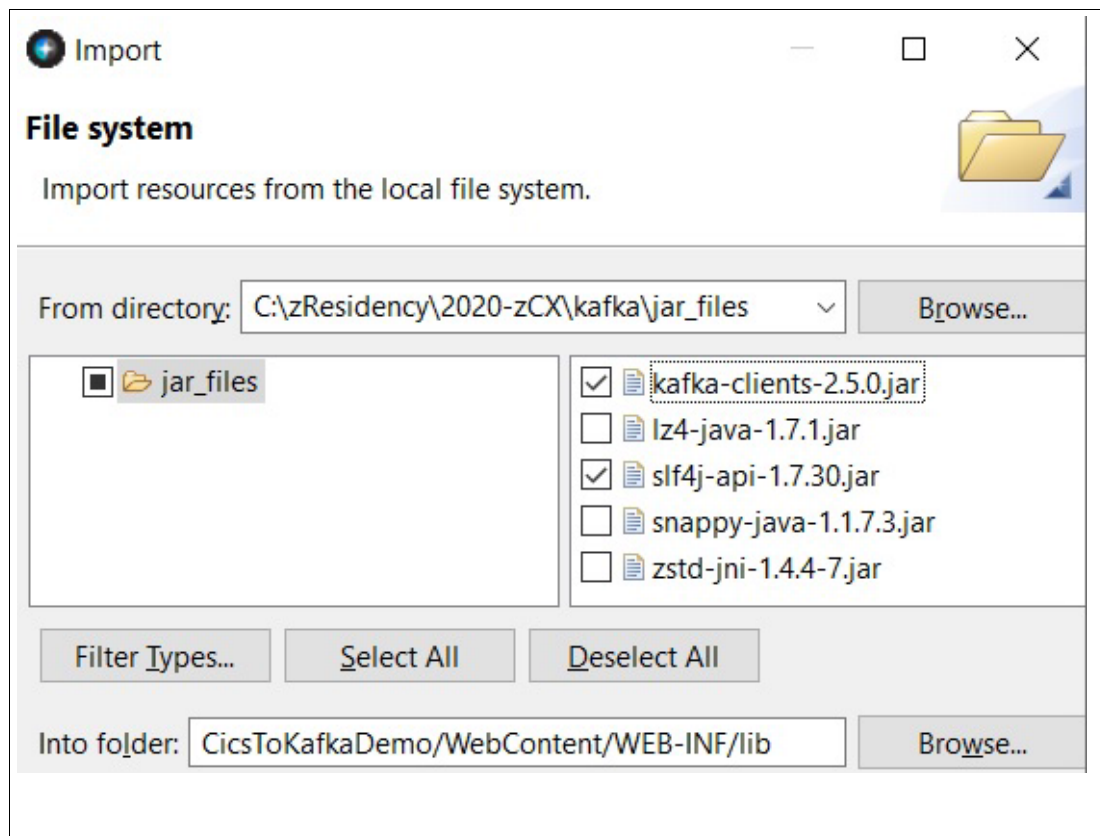 Import
File system
Import resources from the local file system.
From directory: C:\zResidency\2020-zCX\kafka\jar_files Browse...
jar_files
kafka-clients-2.5.0.jar
lz4-java-1.7.1.jar
slf4j-api-1.7.30.jar
snappy-java-1.1.7.3.jar
zstd-jni-1.4.4-7.jar
Filter Types... Select All Deselect All
Into folder: CicsToKafkaDemo/WebContent/WEB-INF/lib Browse...